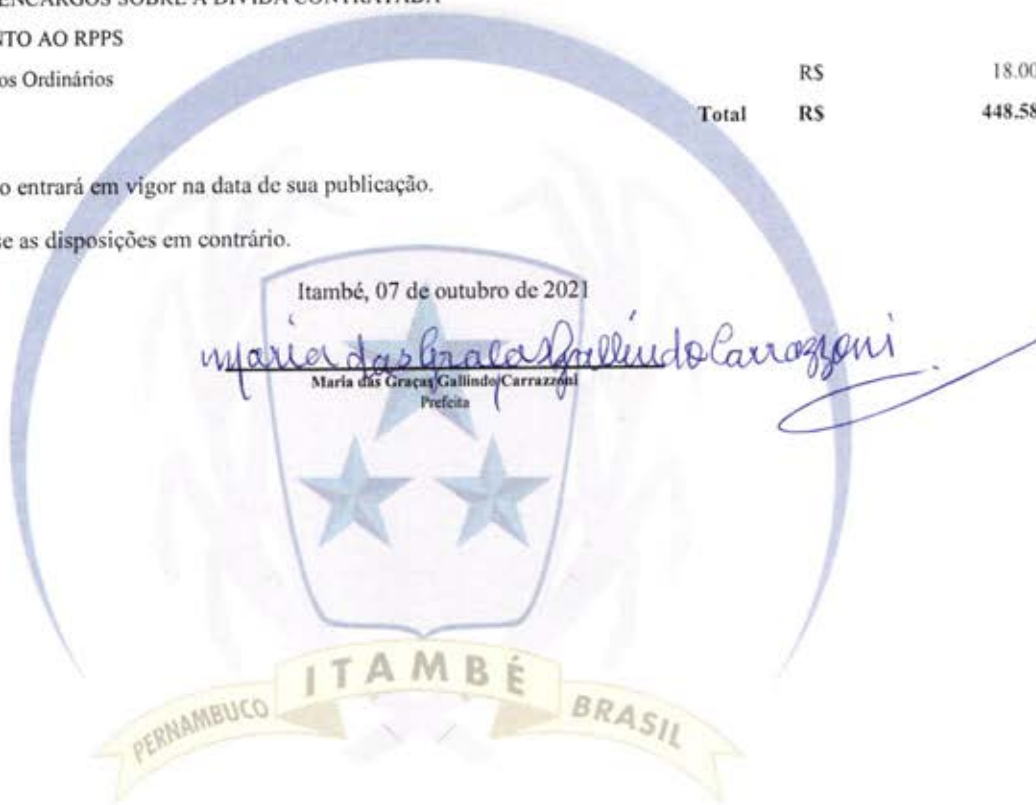 ENCARGOS SOBRE A DÍVIDA CONTRATADA
NTO AO RPPS
os Ordinários R$ 18.00
Total R$ 448.58
o entrará em vigor na data de sua publicação.
se as disposições em contrário.
Itambé, 07 de outubro de 2021
Maria das Graças Gallindo Carrazzoni
Maria das Graças Gallindo Carrazzoni
Prefeita
ITAMBÉ
PERNAMBUCO BRASIL